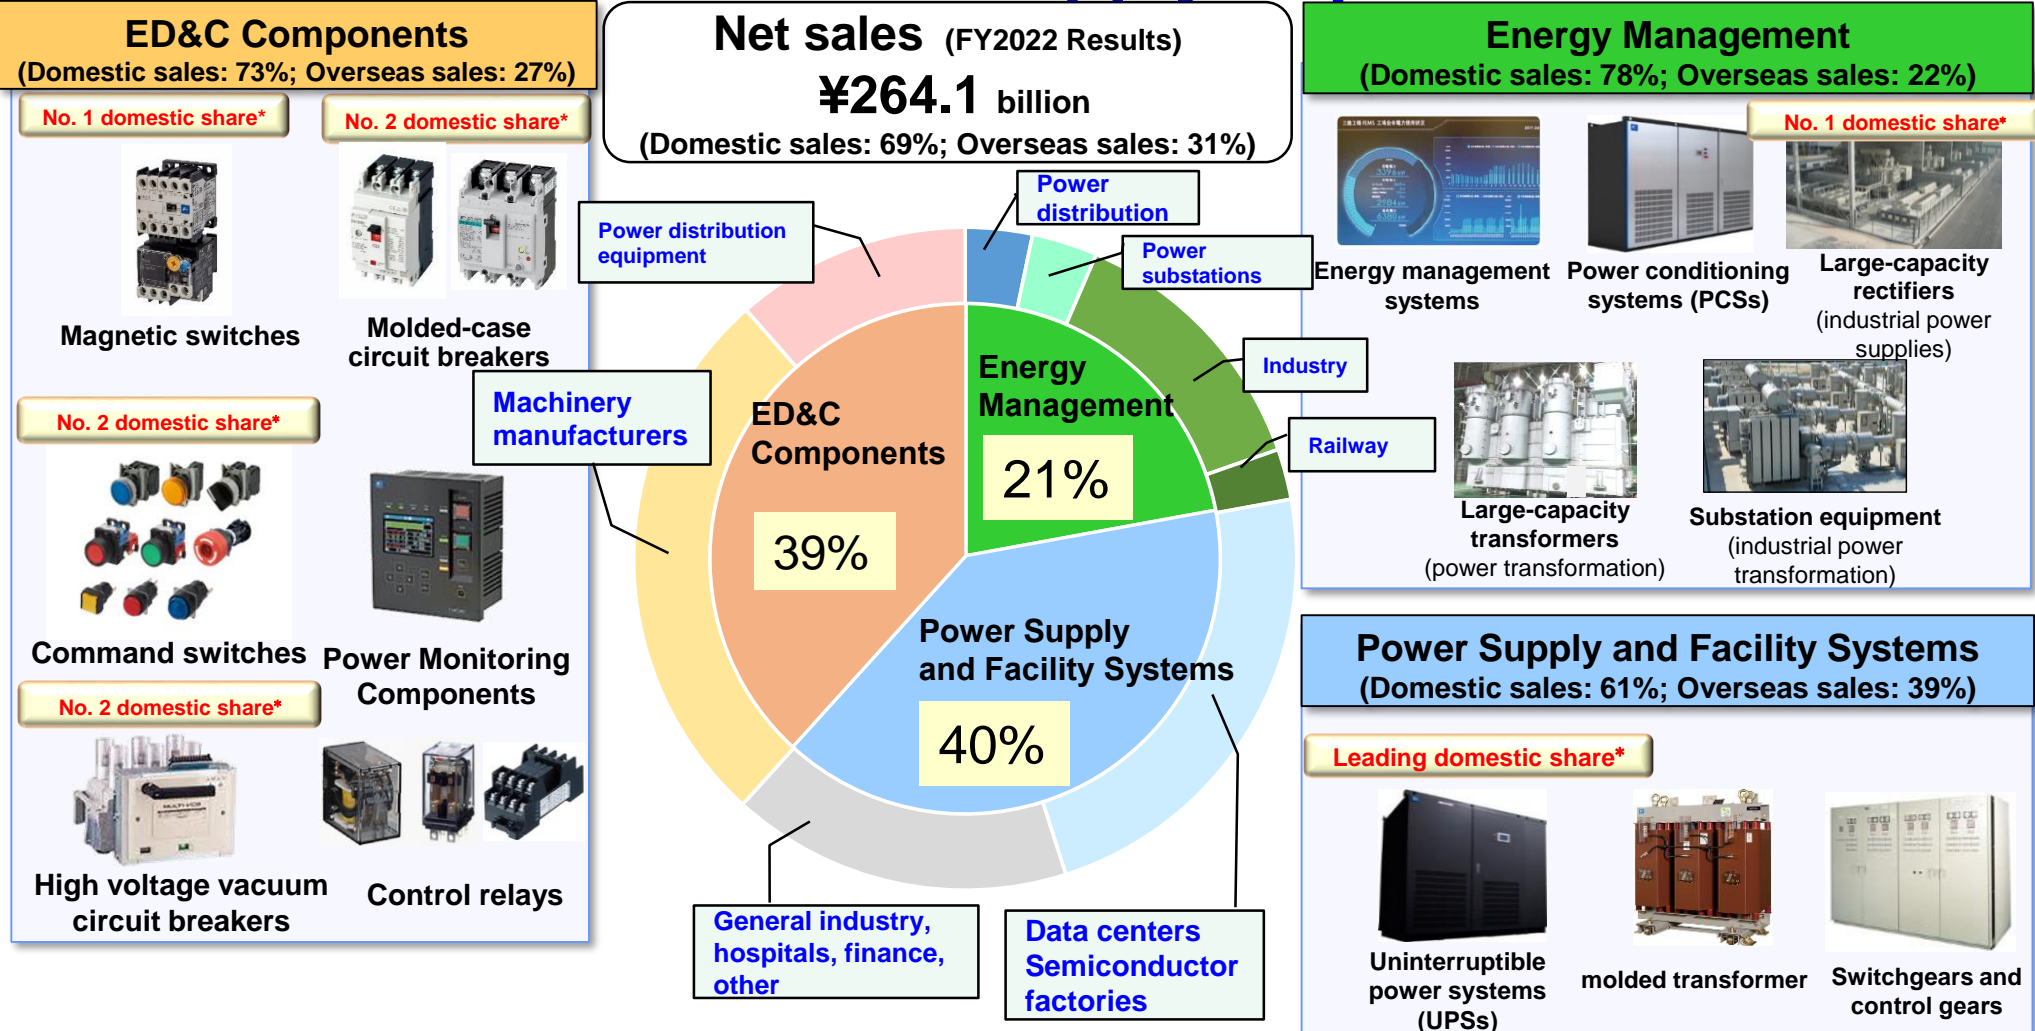 ED&C Components
(Domestic sales: 73%; Overseas sales: 27%)
No. 1 domestic share*
No. 2 domestic share*
Magnetic switches
Molded-case
circuit breakers
No. 2 domestic share*
Command switches
Power Monitoring
Components
No. 2 domestic share*
MULTI-VCB
High voltage vacuum
circuit breakers
Control relays
Net sales (FY2022 Results)
¥264.1 billion
(Domestic sales: 69%; Overseas sales: 31%)
Power distribution
equipment
Power
distribution
Power
substations
Industry
Railway
Machinery
manufacturers
ED&C
Components
39%
Energy
Management
21%
Power Supply
and Facility Systems
40%
General industry,
hospitals, finance,
other
Data centers
Semiconductor
factories
Energy Management
(Domestic sales: 78%; Overseas sales: 22%)
No. 1 domestic share*
Energy management
systems
Power conditioning
systems (PCSs)
Large-capacity
rectifiers
(industrial power
supplies)
Large-capacity
transformers
(power transformation)
Substation equipment
(industrial power
transformation)
Power Supply and Facility Systems
(Domestic sales: 61%; Overseas sales: 39%)
Leading domestic share*
Uninterruptible
power systems
(UPSs)
molded transformer
Switchgears and
control gears